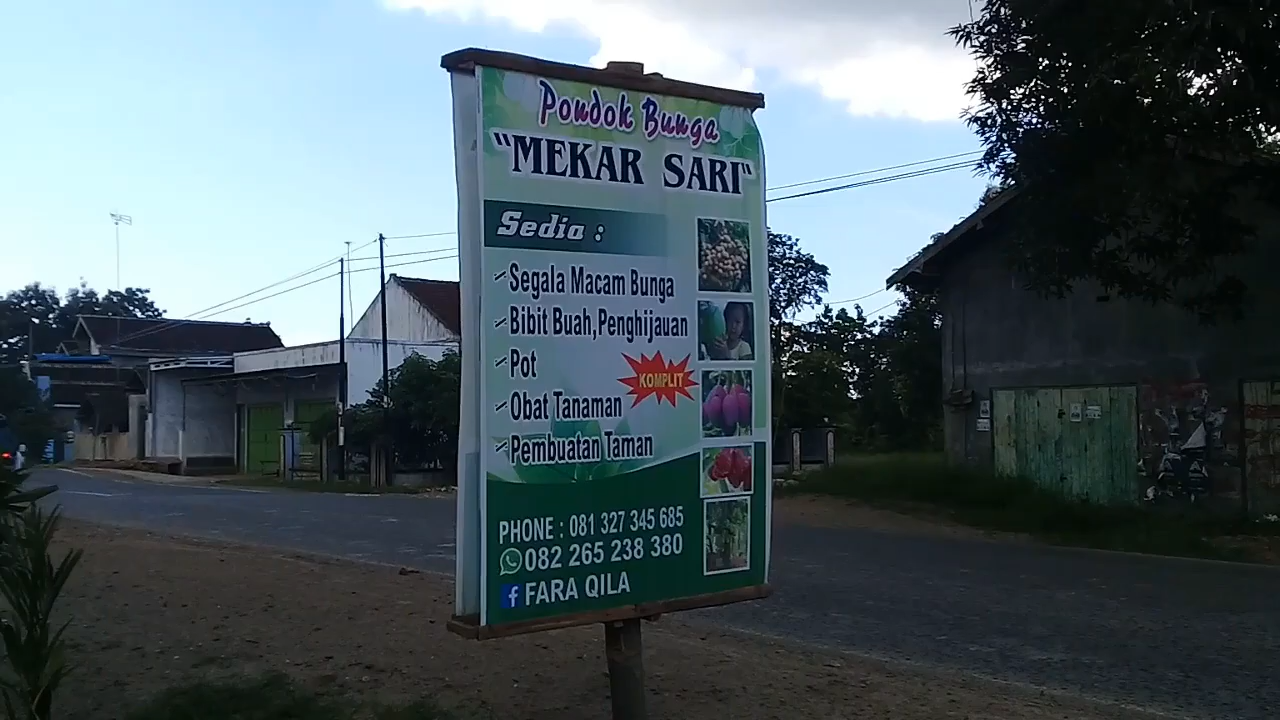 Pondok Bunga
"MEKAR SARI"
Sedia :
Segala Macam Bunga
Bibit Buah,Penghijauan
Pot
KOMPLIT
Obat Tanaman
Pembuatan Taman
PHONE : 081 327 345 685
082 265 238 380
f FARA QILA